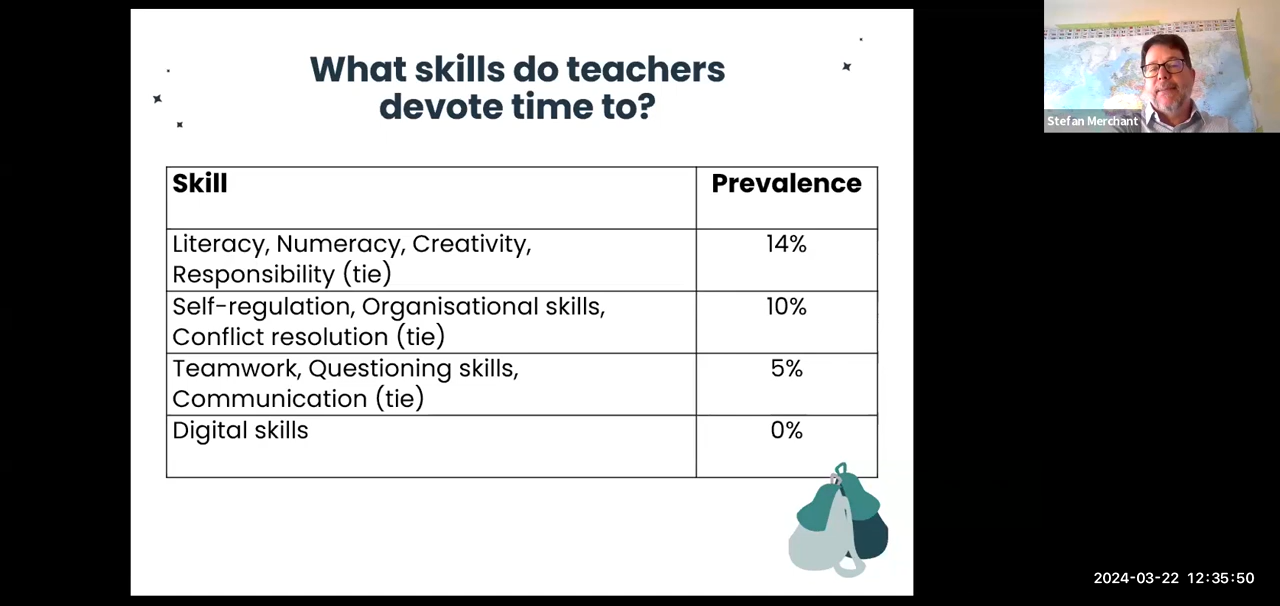 What skills do teachers
devote time to?
Skill
Prevalence
Literacy, Numeracy, Creativity,
Responsibility (tie)
14%
Self-regulation, Organisational skills,
Conflict resolution (tie)
10%
Teamwork, Questioning skills,
Communication (tie)
5%
Digital skills
0%
Stefan Merchant
2024-03-22 12:35:50